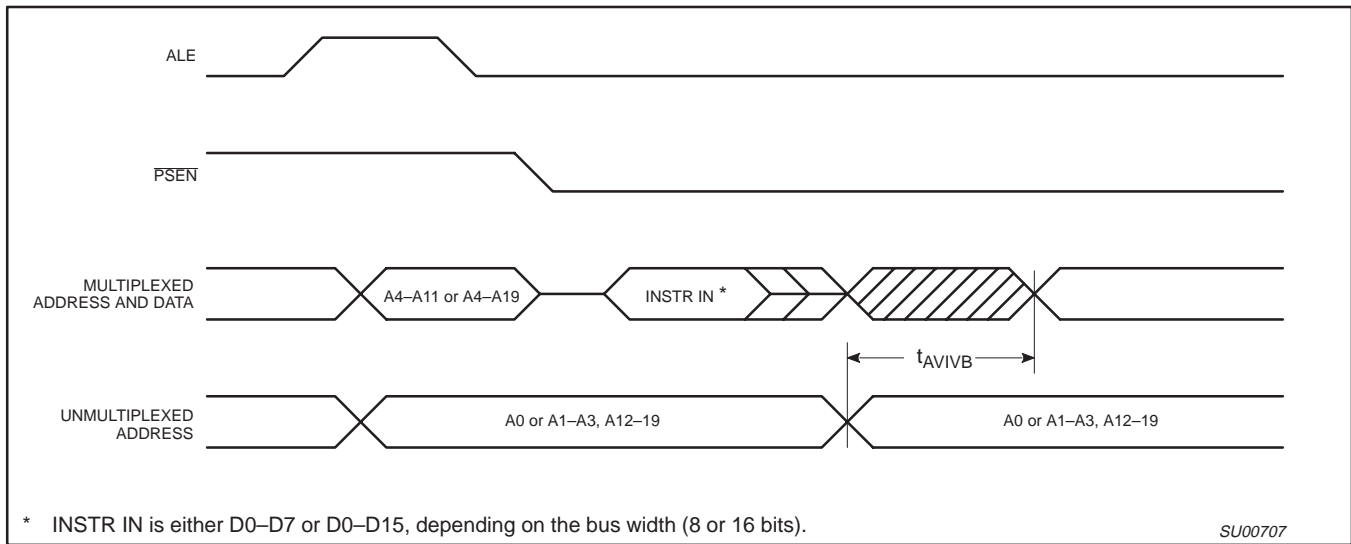 ALE
PSEN
MULTIPLEXED
ADDRESS AND DATA
A4–A11 or A4–A19
INSTR IN *
tAVIVB
UNMULTIPLEXED
ADDRESS
A0 or A1–A3, A12–19
A0 or A1–A3, A12–19
* INSTR IN is either D0–D7 or D0–D15, depending on the bus width (8 or 16 bits).
SU00707